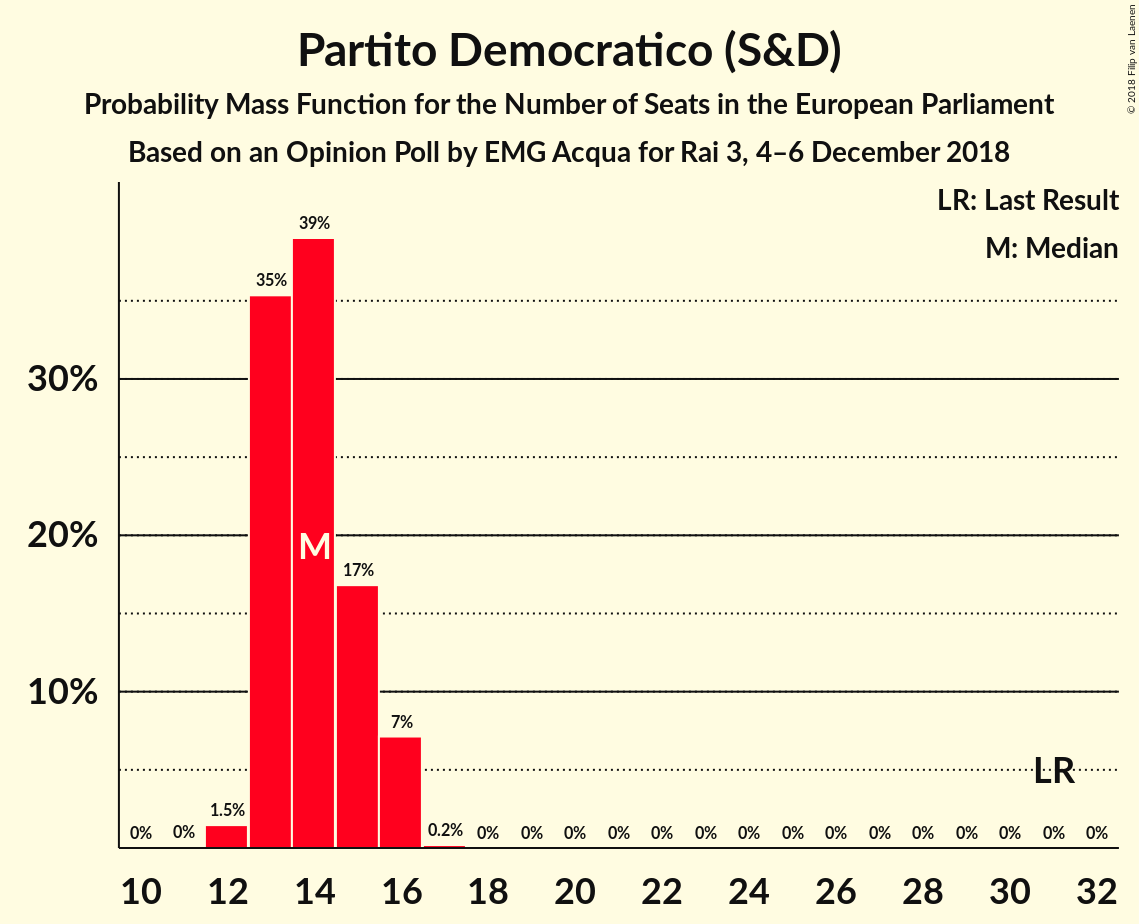 Partito Democratico (S&D)
Probability Mass Function for the Number of Seats in the European Parliament
Based on an Opinion Poll by EMG Acqua for Rai 3, 4–6 December 2018
© 2018 Filip van Laenen
LR: Last Result
M: Median
39%
35%
30%
20%
M
17%
10%
7%
LR
1.5%
0% 0% 0.2% 0% 0% 0% 0% 0% 0% 0% 0% 0% 0% 0% 0% 0% 0% 0%
10 12 14 16 18 20 22 24 26 28 30 32